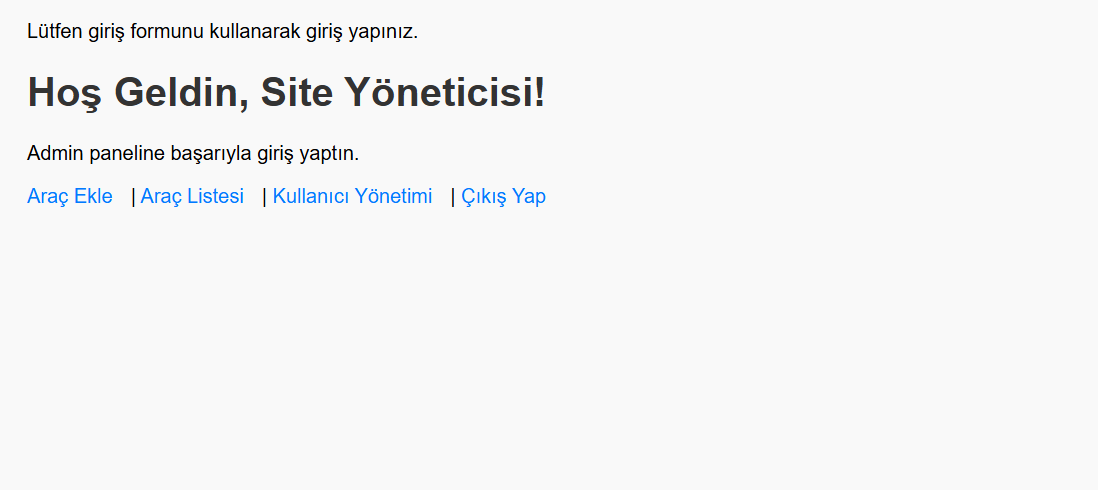 Lütfen giriş formunu kullanarak giriş yapınız.
Hoş Geldin, Site Yöneticisi!
Admin paneline başarıyla giriş yaptın.
Araç Ekle | Araç Listesi | Kullanıcı Yönetimi | Çıkış Yap